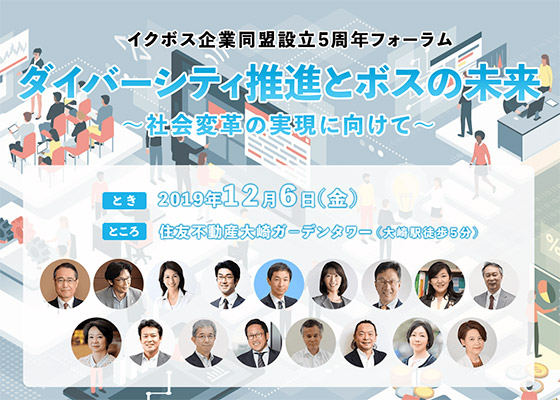 イクボス企業同盟設立5周年フォーラム
ダイバーシティ推進とボスの未来
～社会変革の実現に向けて～
とき 2019年12月6日（金）
ところ 住友不動産大崎ガーデンタワー（大崎駅徒歩5分）